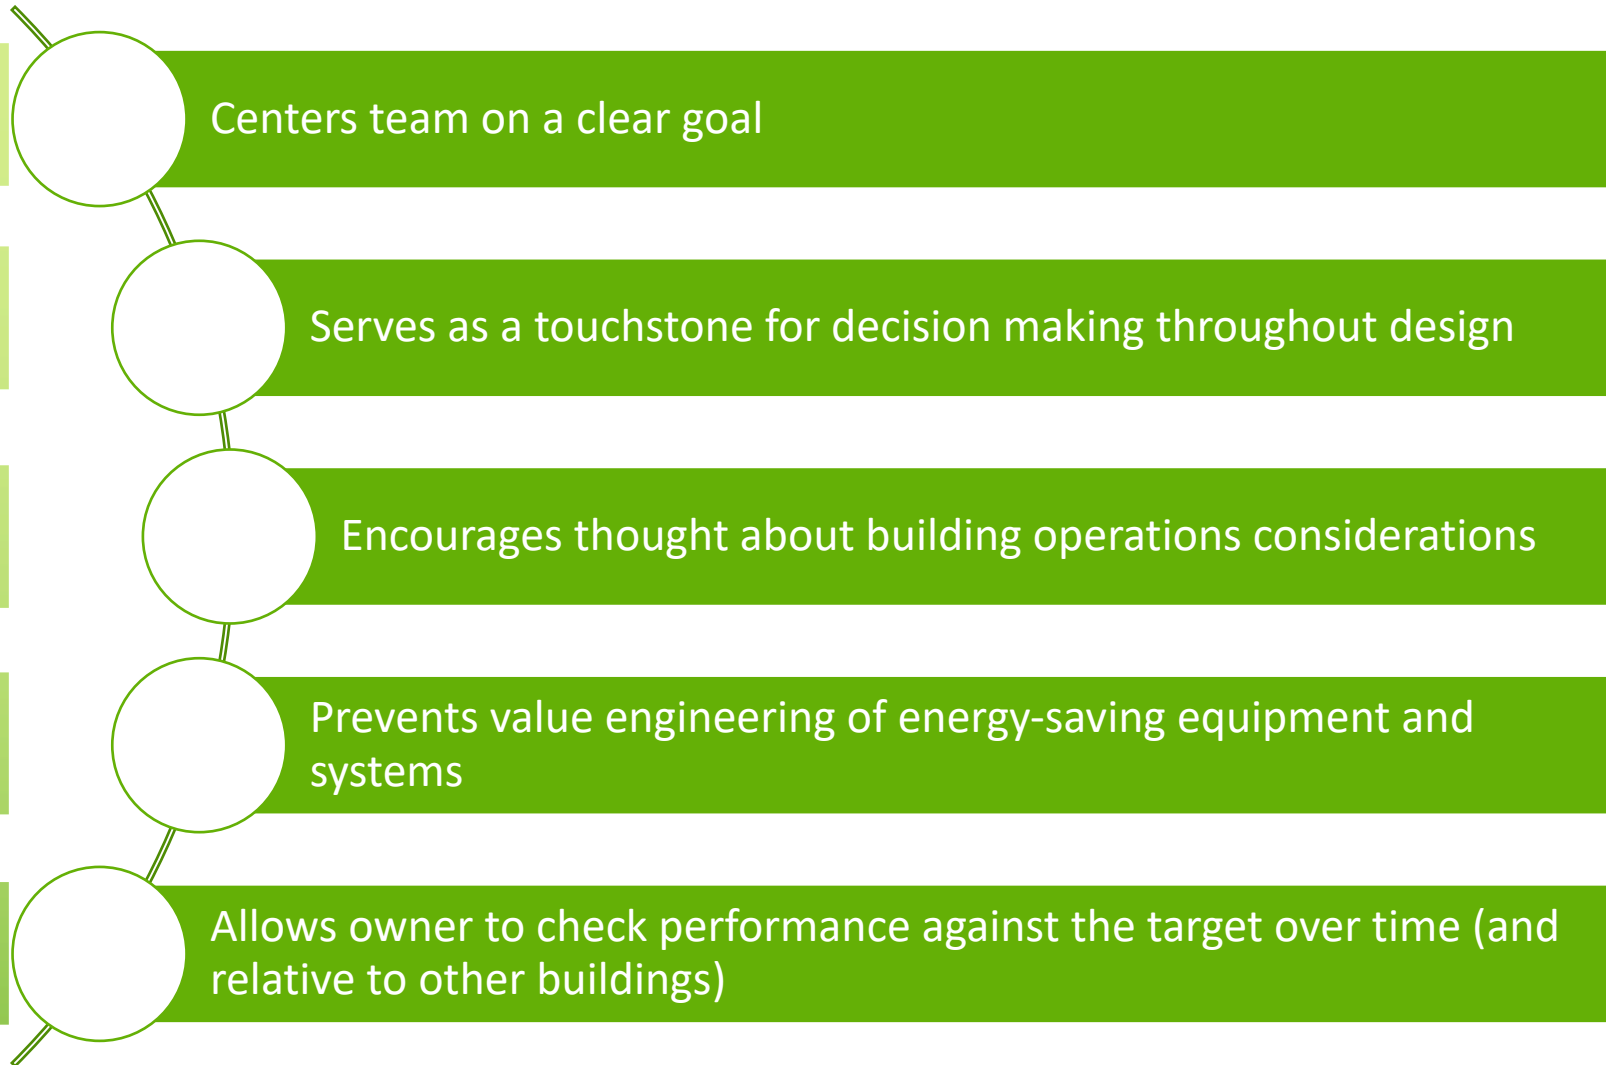 Centers team on a clear goal
Serves as a touchstone for decision making throughout design
Encourages thought about building operations considerations
Prevents value engineering of energy-saving equipment and
systems
Allows owner to check performance against the target over time (and
relative to other buildings)